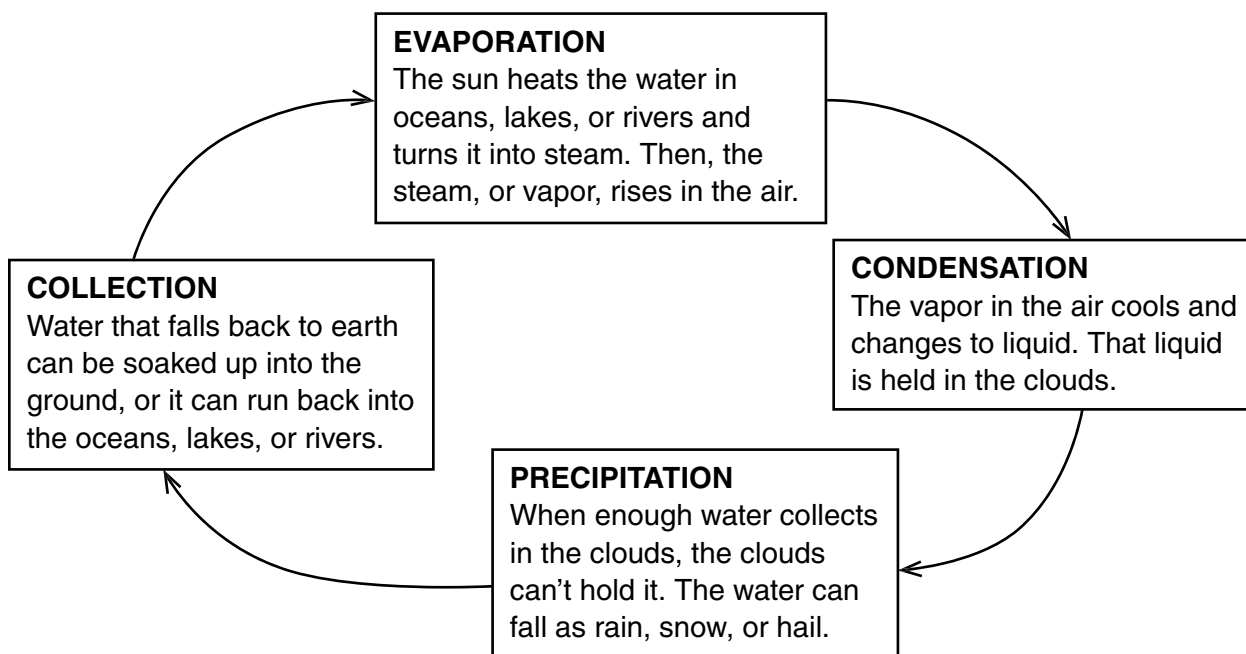 EVAPORATION
The sun heats the water in
oceans, lakes, or rivers and
turns it into steam. Then, the
steam, or vapor, rises in the air.
CONDENSATION
The vapor in the air cools and
changes to liquid. That liquid
is held in the clouds.
PRECIPITATION
When enough water collects
in the clouds, the clouds
can’t hold it. The water can
fall as rain, snow, or hail.
COLLECTION
Water that falls back to earth
can be soaked up into the
ground, or it can run back into
the oceans, lakes, or rivers.